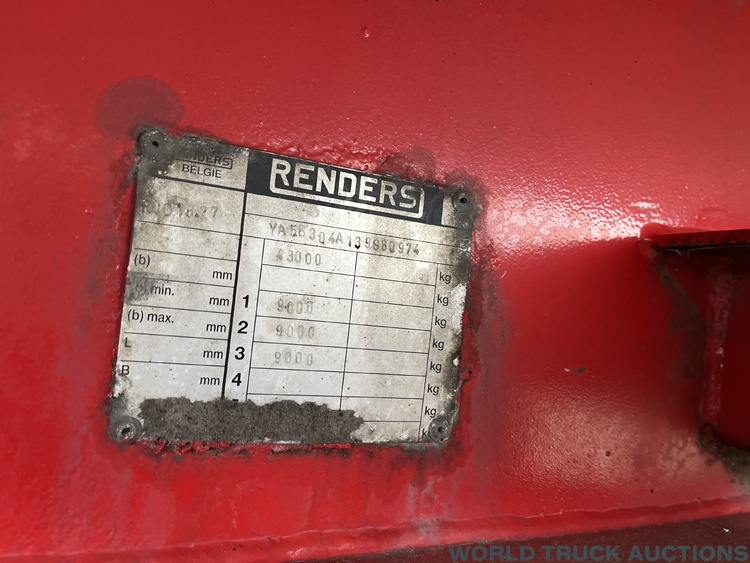 RENDERS
BELGIE
RENDERS
YA5B304A139S60974
43000 kg
(b) mm
min. mm 1 9000 kg
(b) max. mm 2 9000 kg
L mm 3 9000 kg
B mm 4 kg
kg
WORLD TRUCK AUCTIONS